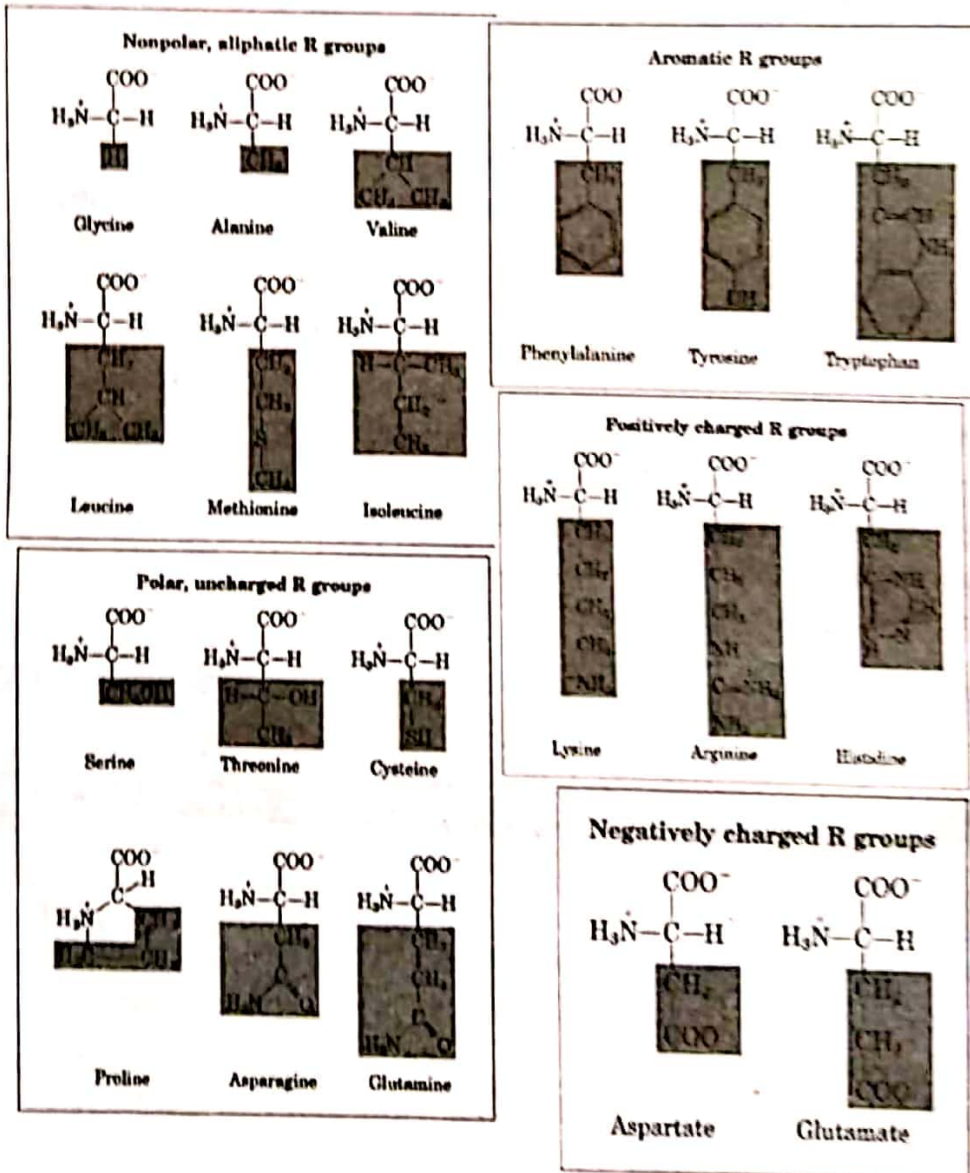 Nonpolar, aliphatic R groups
COO⁻ COO⁻ COO⁻
H₃N⁺–C–H H₃N⁺–C–H H₃N⁺–C–H
H CH₃ CH
CH₃ CH₃
Glycine Alanine Valine
COO⁻ COO⁻ COO⁻
H₃N⁺–C–H H₃N⁺–C–H H₃N⁺–C–H
CH₂ CH₂ H–C–CH₃
CH CH₂ CH₂
CH₃ CH₃ S CH₃
CH₃
Leucine Methionine Isoleucine
Polar, uncharged R groups
COO⁻ COO⁻ COO⁻
H₃N⁺–C–H H₃N⁺–C–H H₃N⁺–C–H
CH₂OH H–C–OH CH₂
CH₃ SH
Serine Threonine Cysteine
COO⁻ COO⁻ COO⁻
C H H₃N⁺–C–H H₃N⁺–C–H
H₂N⁺ CH₂ CH₂
CH₂ C CH₂
H₂N O C
H₂N O
Proline Asparagine Glutamine
Aromatic R groups
COO COO⁻ COO⁻
H₃N⁺–C–H H₃N⁺–C–H H₃N⁺–C–H
CH₂ CH₂ CH₂
C=CH
NH
OH
Phenylalanine Tyrosine Tryptophan
Positively charged R groups
COO⁻ COO⁻ COO⁻
H₃N⁺–C–H H₃N⁺–C–H H₃N⁺–C–H
CH₂ CH₂ CH₂
CH₂ CH₂ C–NH
CH₂ CH₂ CH
CH₂ NH N
NH₃ C–NH₂ H
NH₂
Lysine Arginine Histidine
Negatively charged R groups
COO⁻ COO⁻
H₃N⁺–C–H H₃N–C–H
CH₂ CH₂
COO CH₂
COO
Aspartate Glutamate